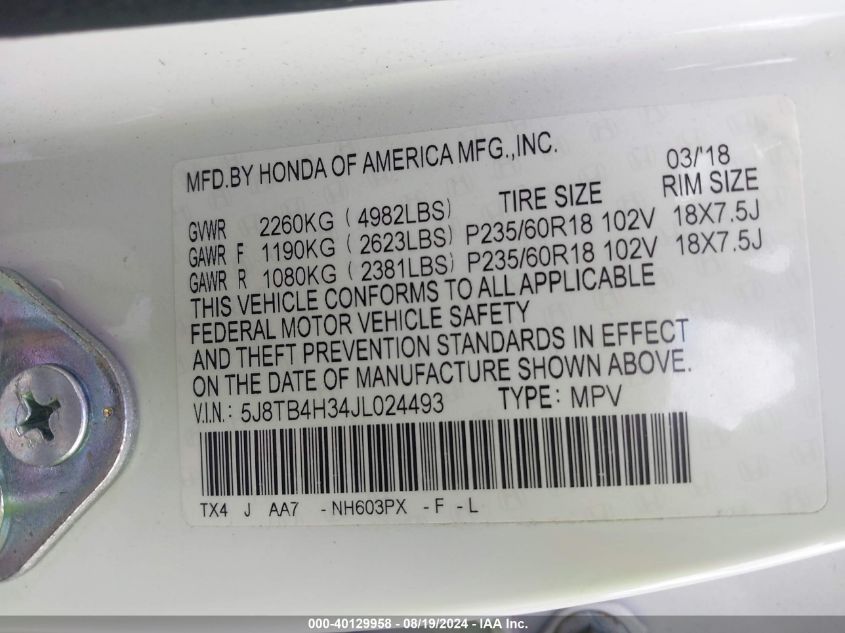 MFD.BY HONDA OF AMERICA MFG.,INC. 03/'18
TIRE SIZE RIM SIZE
GVWR 2260KG ( 4982LBS)
GAWR F 1190KG ( 2623LBS) P235/60R18 102V 18X7.5J
GAWR R 1080KG ( 2381LBS) P235/60R18 102V 18X7.5J
THIS VEHICLE CONFORMS TO ALL APPLICABLE
FEDERAL MOTOR VEHICLE SAFETY
AND THEFT PREVENTION STANDARDS IN EFFECT
ON THE DATE OF MANUFACTURE SHOWN ABOVE.
V.I.N.: 5J8TB4H34JL024493 TYPE: MPV
TX4 J AA7 -NH603PX -F -L
000-40129958 - 08/19/2024 - IAA Inc.